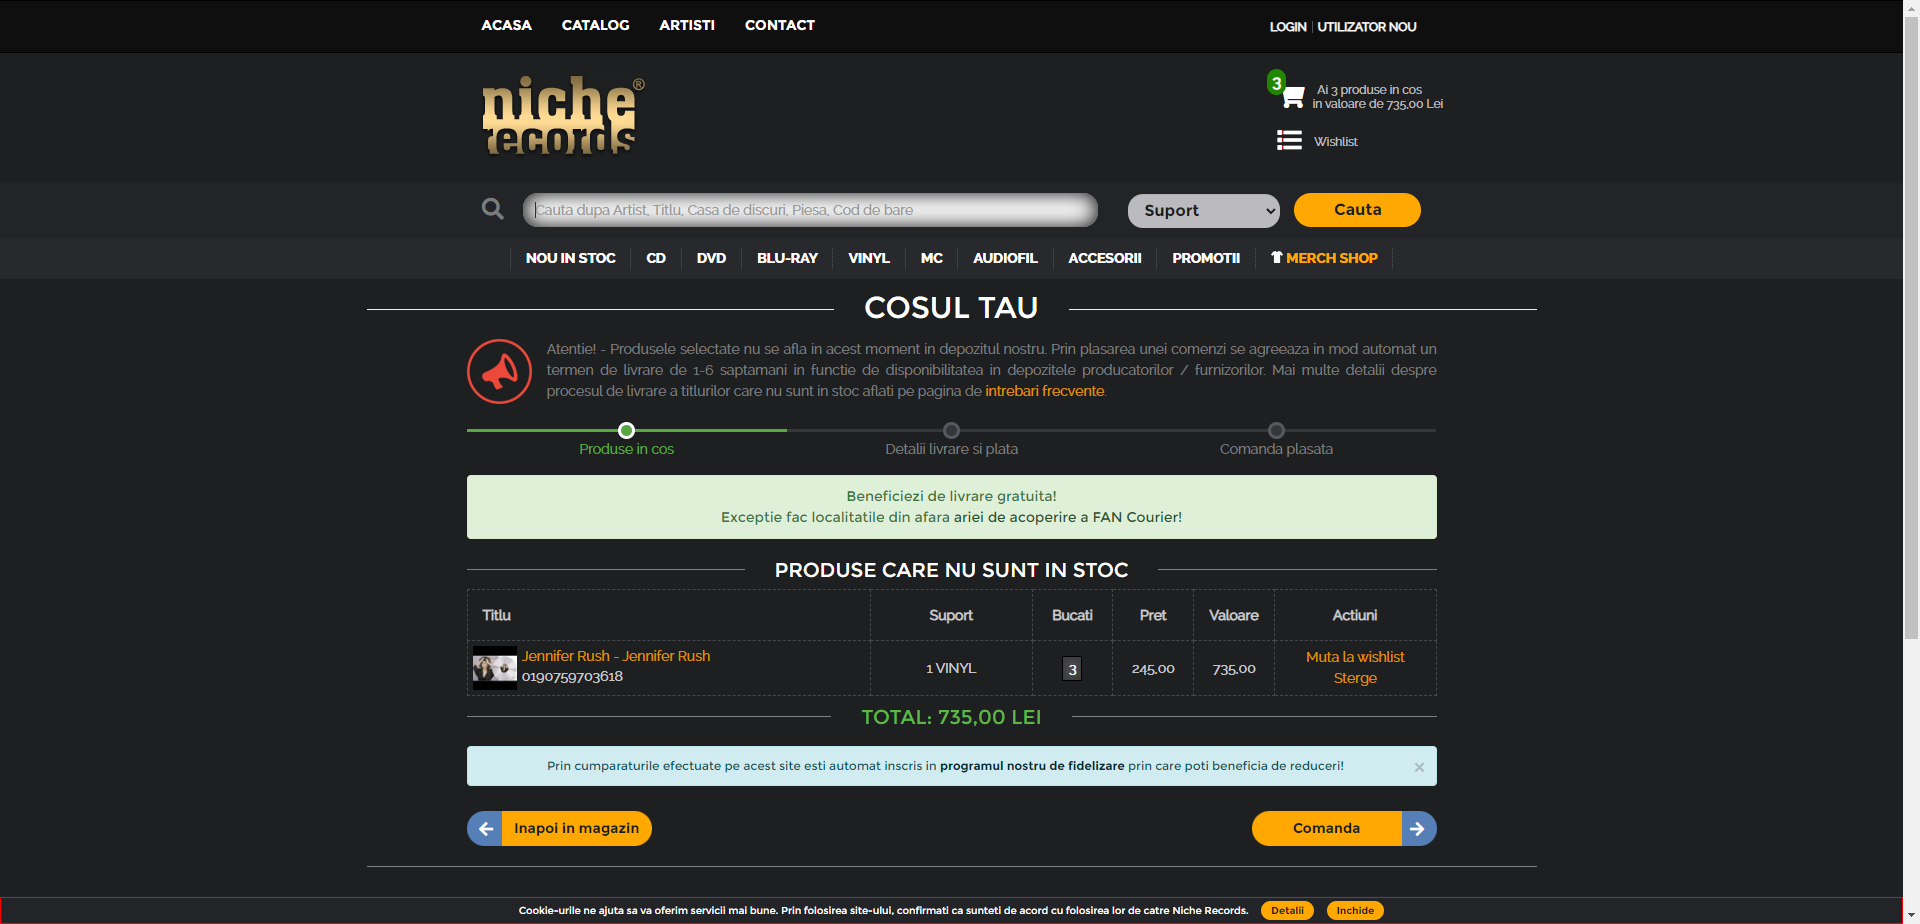 ACASA CATALOG ARTISTI CONTACT
LOGIN | UTILIZATOR NOU
niche records ®
3
Ai 3 produse in cos
in valoare de 735,00 Lei
Wishlist
Cauta dupa Artist, Titlu, Casa de discuri, Piesa, Cod de bare
Suport
Cauta
NOU IN STOC CD DVD BLU-RAY VINYL MC AUDIOFIL ACCESORII PROMOTII MERCH SHOP
COSUL TAU
Atentie! - Produsele selectate nu se afla in acest moment in depozitul nostru. Prin plasarea unei comenzi se agreeaza in mod automat un
termen de livrare de 1-6 saptamani in functie de disponibilitatea in depozitele producatorilor / furnizorilor. Mai multe detalii despre
procesul de livrare a titlurilor care nu sunt in stoc aflati pe pagina de intrebari frecvente.
Produse in cos
Detalii livrare si plata
Comanda plasata
Beneficiezi de livrare gratuita!
Exceptie fac localitatile din afara ariei de acoperire a FAN Courier!
PRODUSE CARE NU SUNT IN STOC
Titlu Suport Bucati Pret Valoare Actiuni
Jennifer Rush - Jennifer Rush
0190759703618
1 VINYL
3
245,00
735,00
Muta la wishlist
Sterge
TOTAL: 735,00 LEI
Prin cumparaturile efectuate pe acest site esti automat inscris in programul nostru de fidelizare prin care poti beneficia de reduceri!
×
Inapoi in magazin
Comanda
Cookie-urile ne ajuta sa va oferim servicii mai bune. Prin folosirea site-ului, confirmati ca sunteti de acord cu folosirea lor de catre Niche Records.
Detalii
Inchide